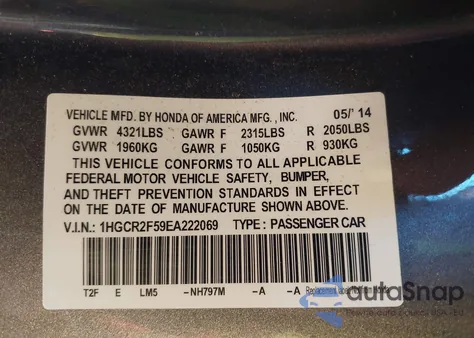 VEHICLE MFD. BY HONDA OF AMERICA MFG., INC. 05/'14
GVWR 4321LBS GAWR F 2315LBS R 2050LBS
GVWR 1960KG GAWR F 1050KG R 930KG
THIS VEHICLE CONFORMS TO ALL APPLICABLE
FEDERAL MOTOR VEHICLE SAFETY, BUMPER,
AND THEFT PREVENTION STANDARDS IN EFFECT
ON THE DATE OF MANUFACTURE SHOWN ABOVE.
V.I.N.: 1HGCR2F59EA222069 TYPE: PASSENGER CAR
T2F E LM5 -NH797M -A -A
autoSnap